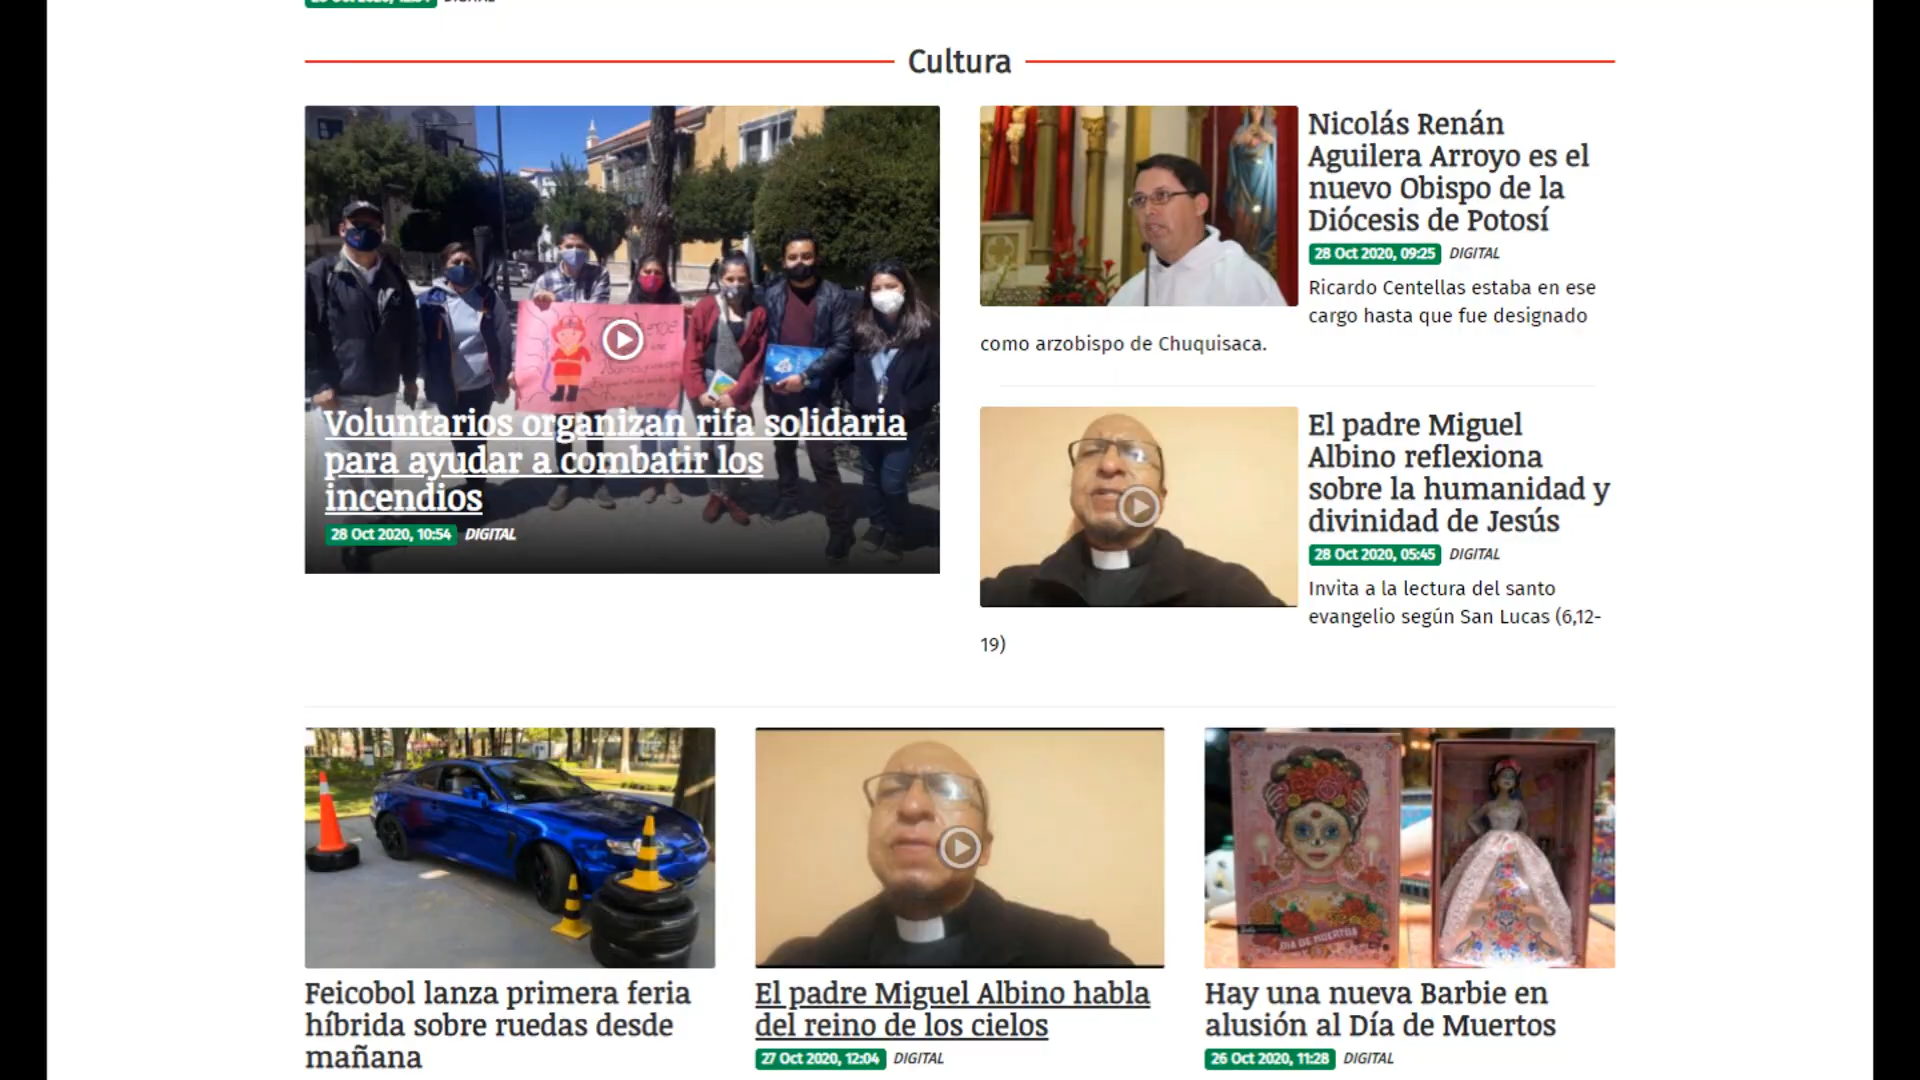 Cultura
Voluntarios organizan rifa solidaria
para ayudar a combatir los
incendios
28 Oct 2020, 10:54 DIGITAL
Nicolás Renán
Aguilera Arroyo es el
nuevo Obispo de la
Diócesis de Potosí
28 Oct 2020, 09:25 DIGITAL
Ricardo Centellas estaba en ese
cargo hasta que fue designado
como arzobispo de Chuquisaca.
El padre Miguel
Albino reflexiona
sobre la humanidad y
divinidad de Jesús
28 Oct 2020, 05:45 DIGITAL
Invita a la lectura del santo
evangelio según San Lucas (6,12-
19)
Feicobol lanza primera feria
híbrida sobre ruedas desde
mañana
El padre Miguel Albino habla
del reino de los cielos
27 Oct 2020, 12:04 DIGITAL
DIA DE MUERTOS
Hay una nueva Barbie en
alusión al Día de Muertos
26 Oct 2020, 11:28 DIGITAL